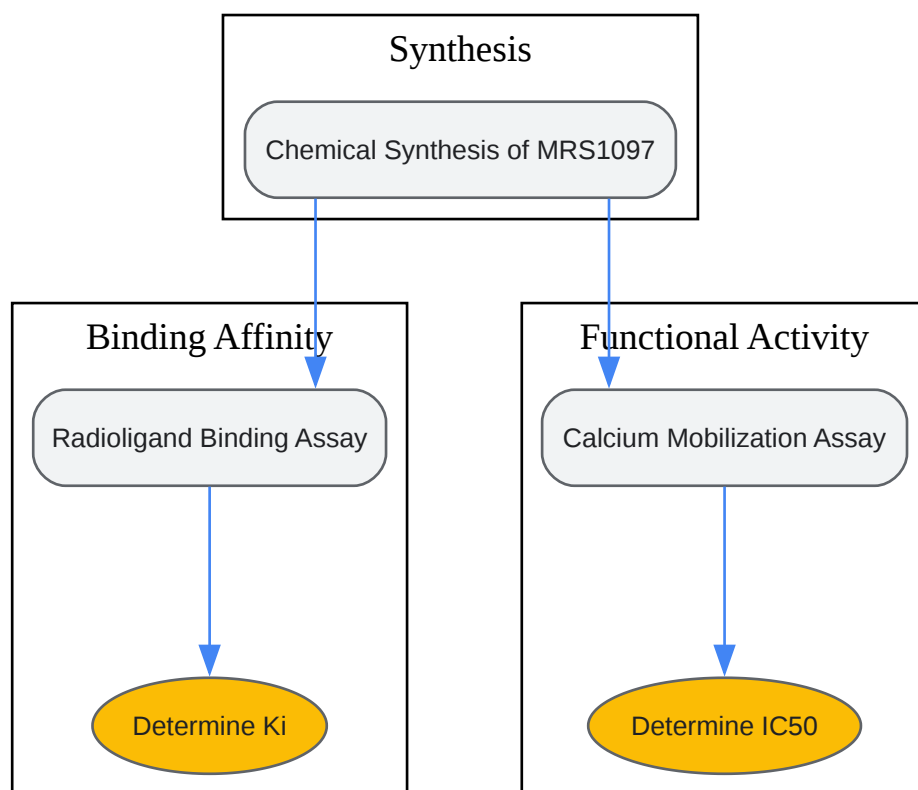 Synthesis
Chemical Synthesis of MRS1097
Binding Affinity
Radioligand Binding Assay
Determine Ki
Functional Activity
Calcium Mobilization Assay
Determine IC50